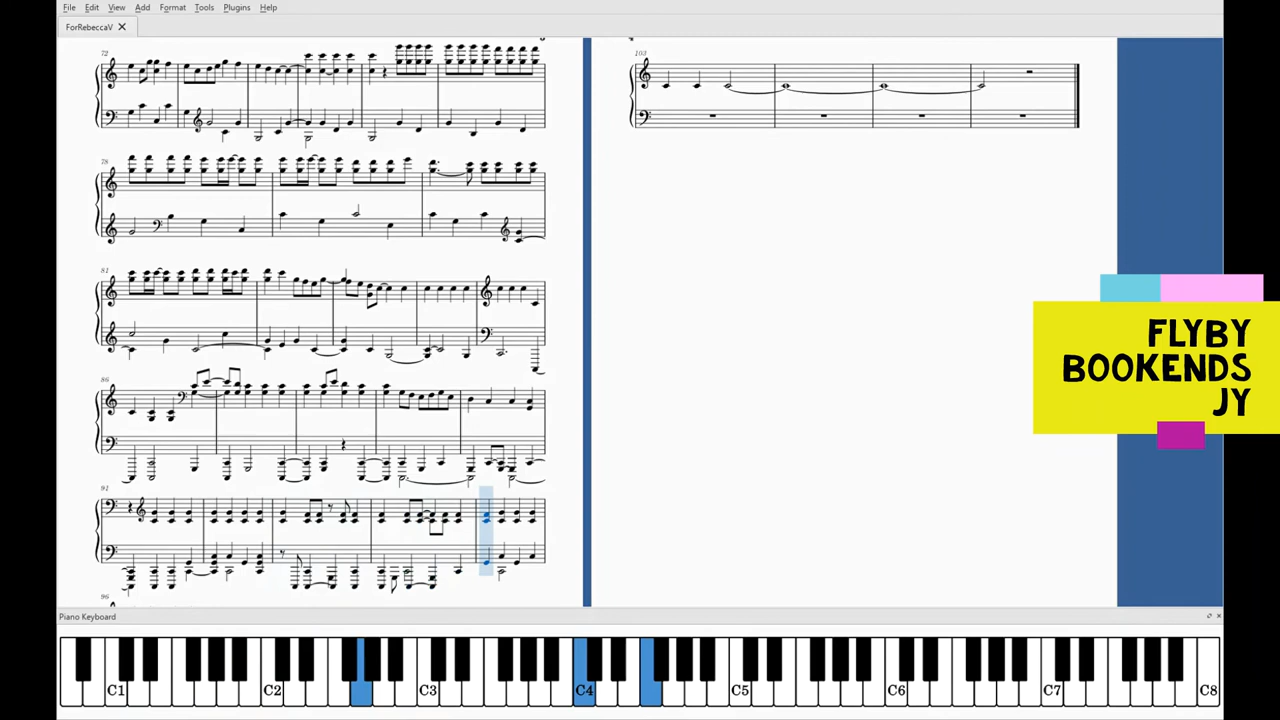 File Edit View Add Format Tools Plugins Help
ForRebeccaV
72
103
78
81
86
91
96
FLYBY
BOOKENDS
JY
Piano Keyboard
C1 C2 C3 C4 C5 C6 C7 C8